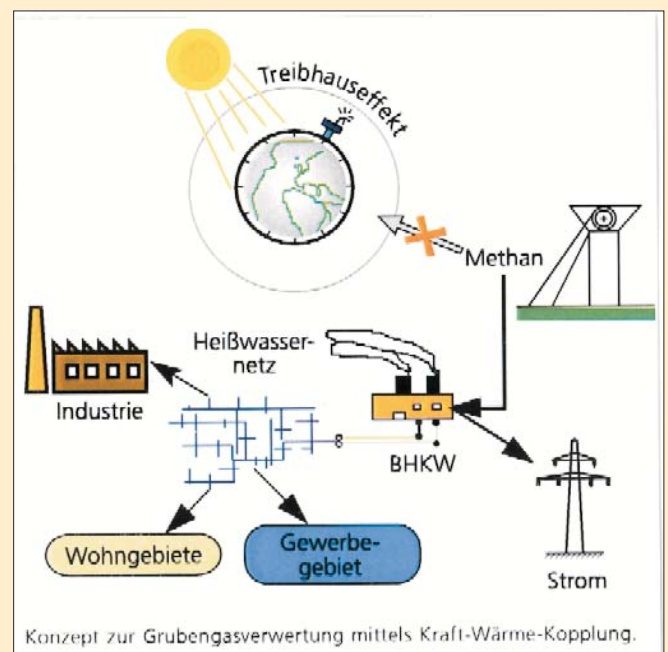 Treibhauseffekt
Methan
Heißwasser-
netz
Industrie
BHKW
Wohngebiete
Gewerbe-
gebiet
Strom
Konzept zur Grubengasverwertung mittels Kraft-Wärme-Kopplung.